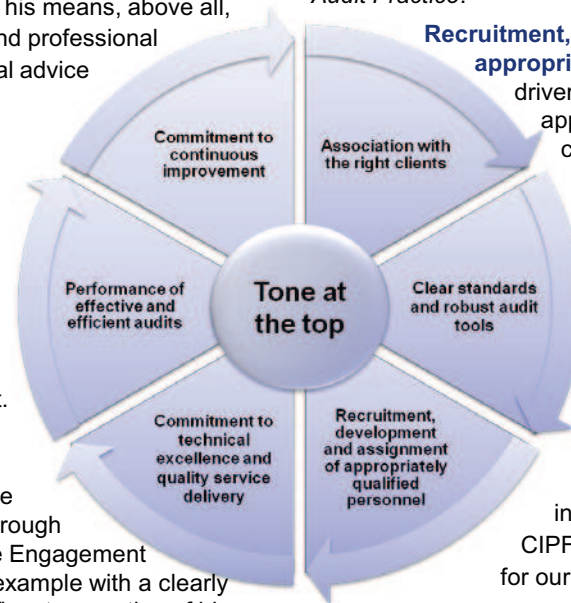 his means, above all,
nd professional
al advice
Audit Practice.
Recruitment,
appropri
driver
app
c
Commitment to
continuous
improvement
Association with
the right clients
Performance of
effective and
efficient audits
Tone at
the top
Clear standards
and robust audit
tools
Commitment to
technical
excellence and
quality service
delivery
Recruitment,
development
and assignment
of appropriately
qualified
personnel
t.
e
rough
e Engagement
example with a clearly
in
CIPF
for our